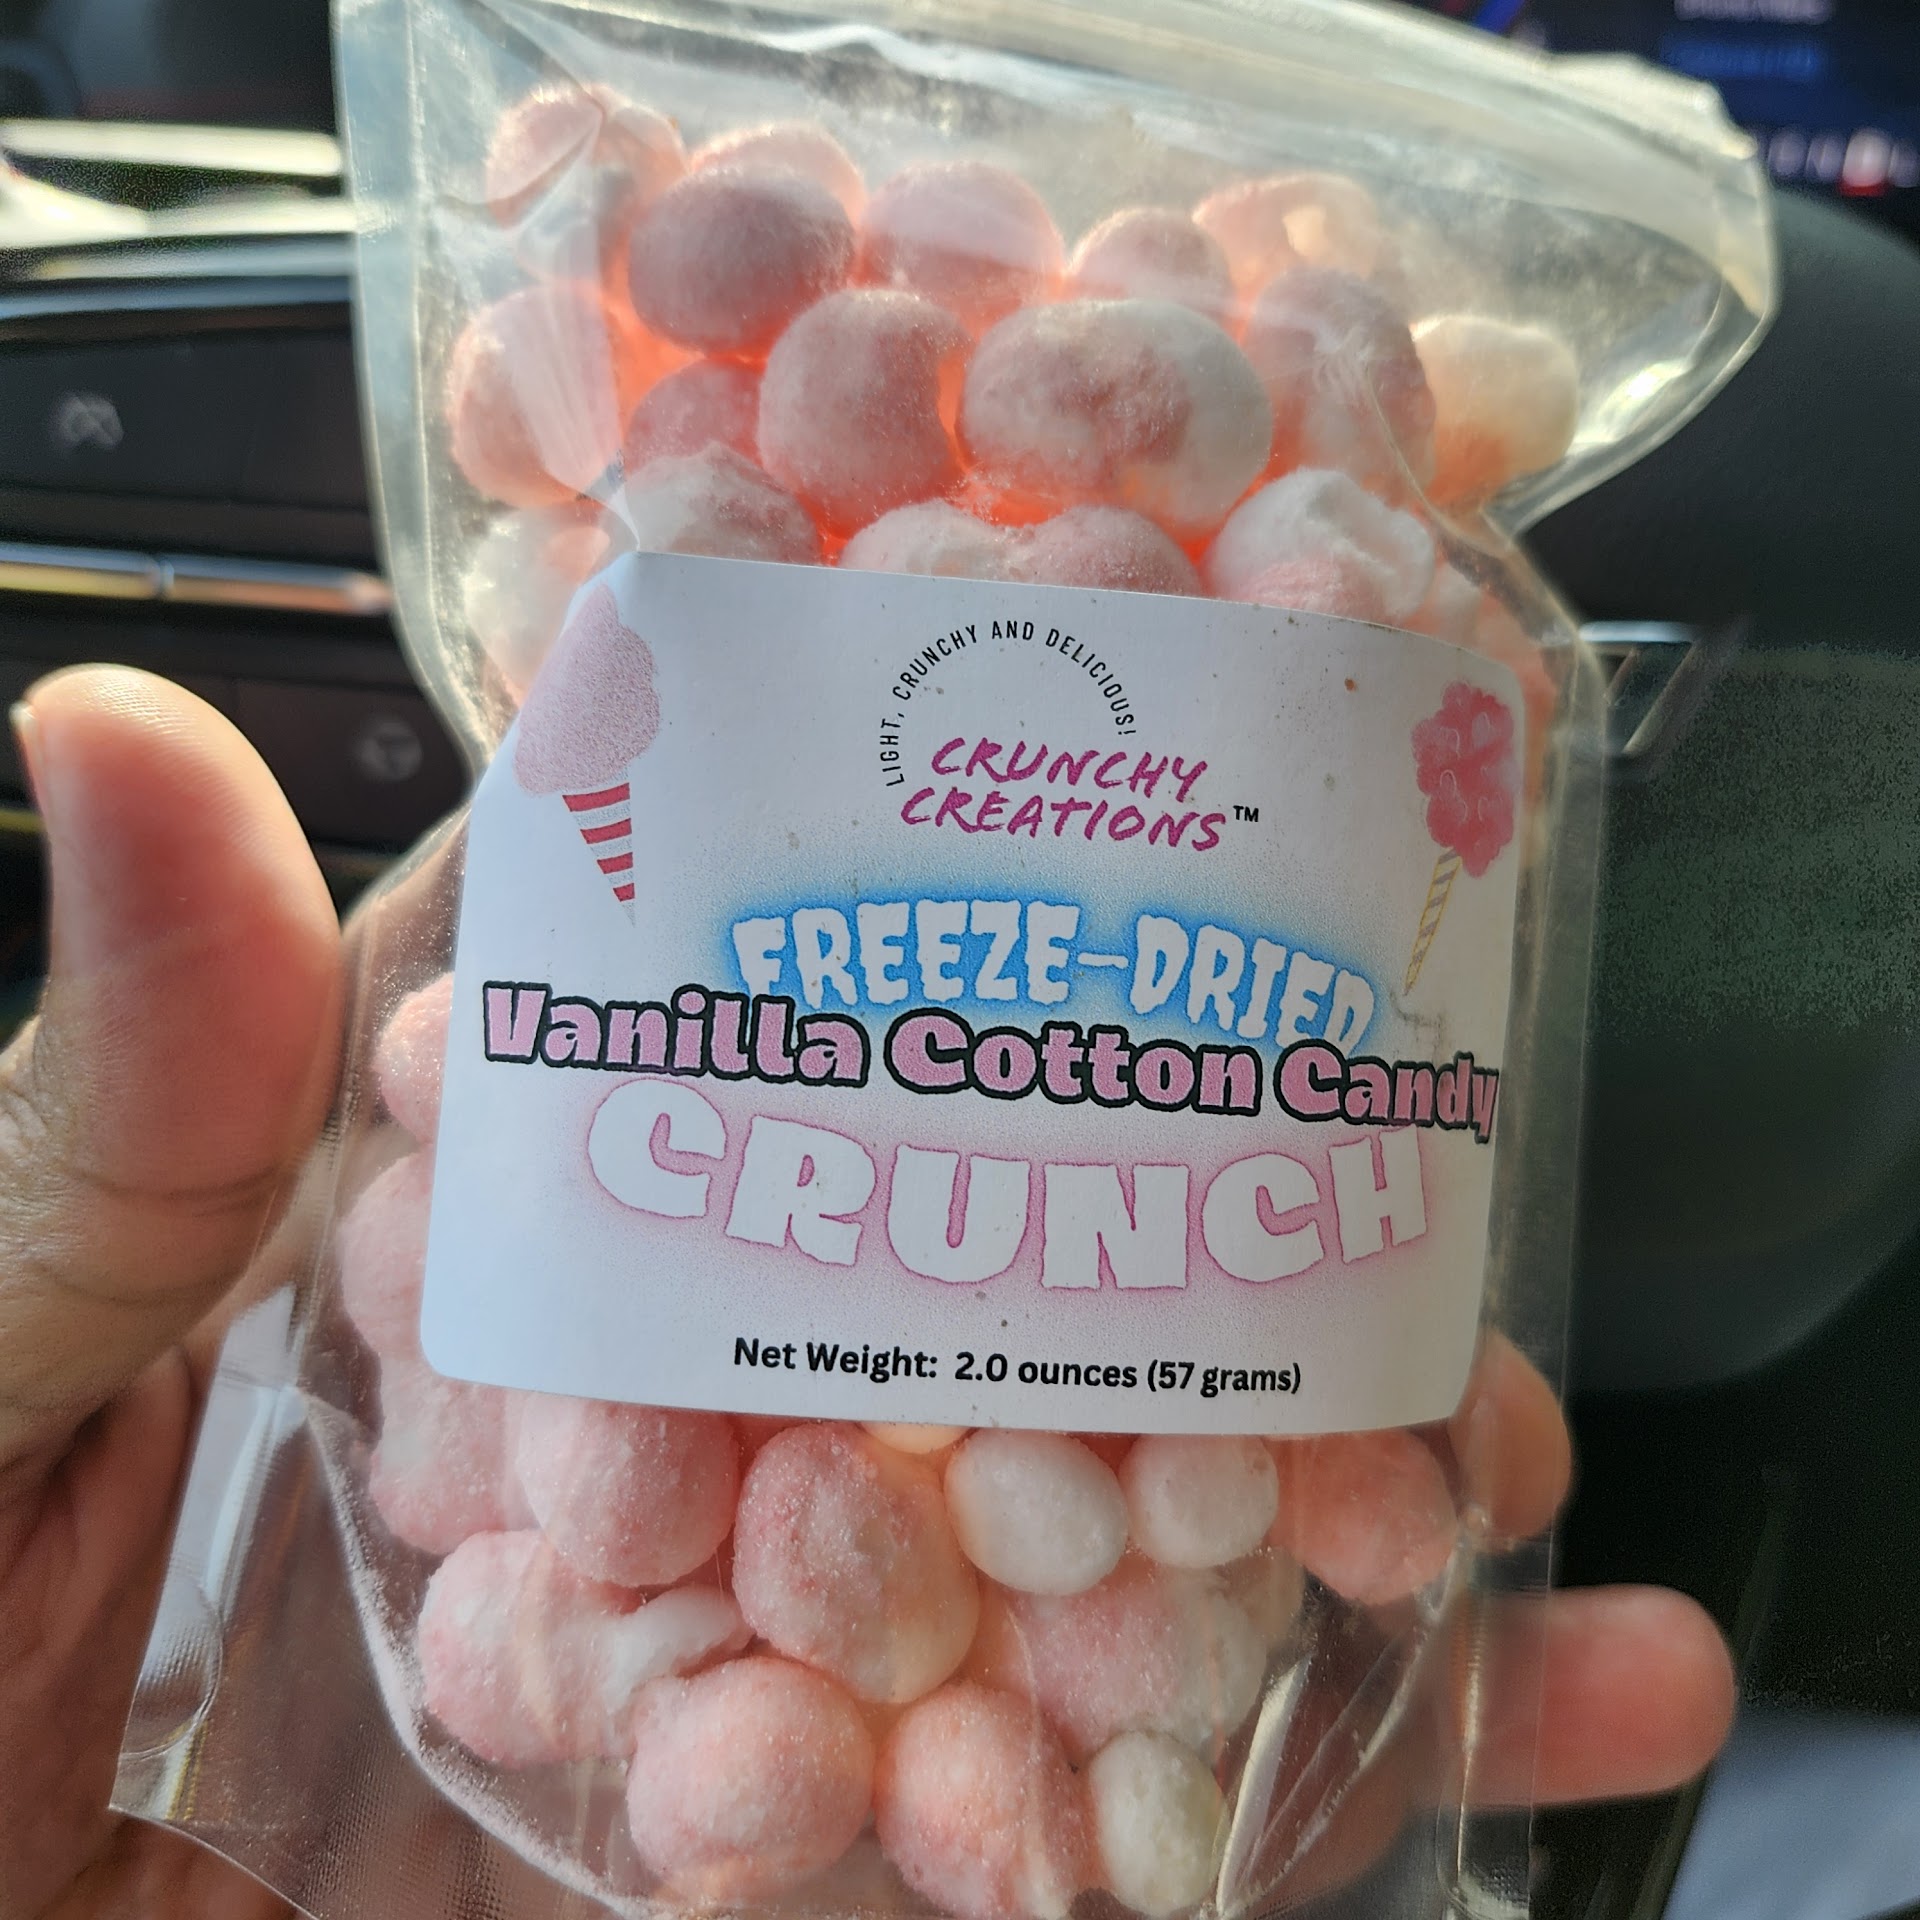 LIGHT, CRUNCHY AND DELICIOUS!
CRUNCHY
CREATIONS™
FREEZE-DRIED
Vanilla Cotton Candy
CRUNCH
Net Weight: 2.0 ounces (57 grams)